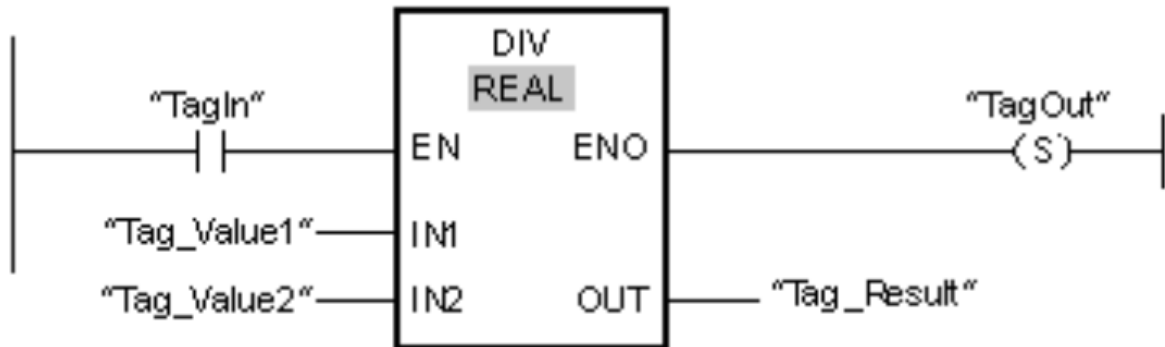 DIV
REAL
"TagIn"
"TagOut"
EN
ENO
(S)
"Tag_Value1"
IN1
"Tag_Value2"
IN2
OUT
"Tag_Result"